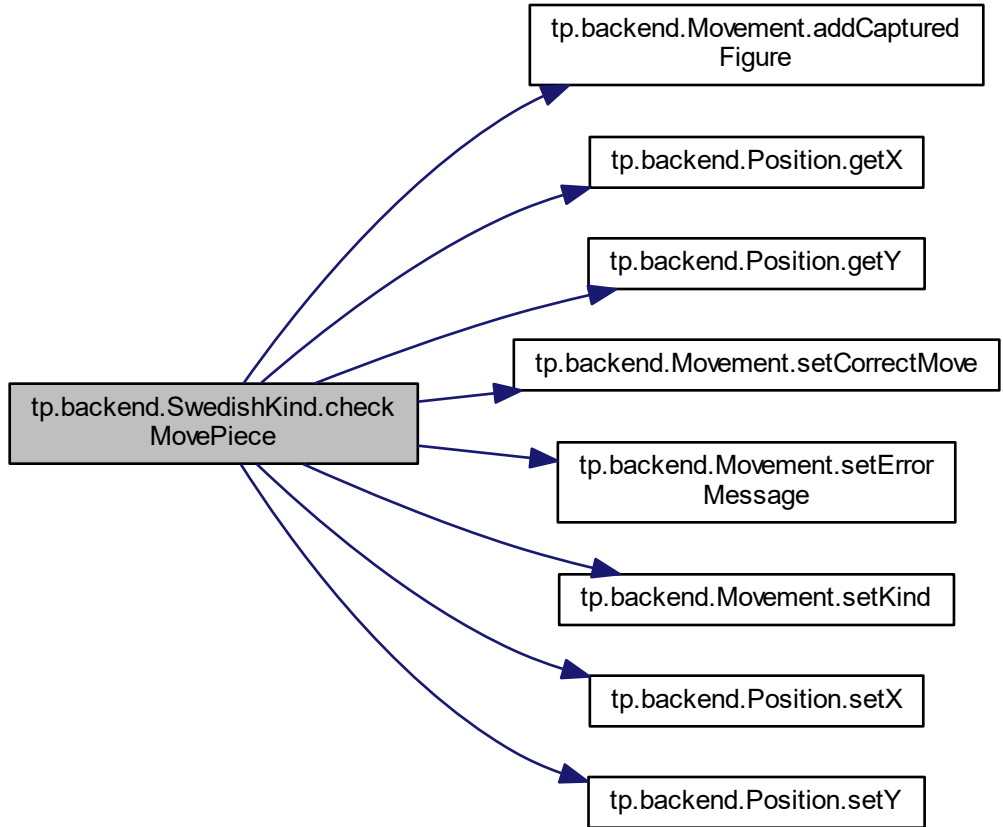 tp.backend.Movement.addCaptured
Figure
tp.backend.Position.getX
tp.backend.Position.getY
tp.backend.Movement.setCorrectMove
tp.backend.SwedishKind.check
MovePiece
tp.backend.Movement.setError
Message
tp.backend.Movement.setKind
tp.backend.Position.setX
tp.backend.Position.setY